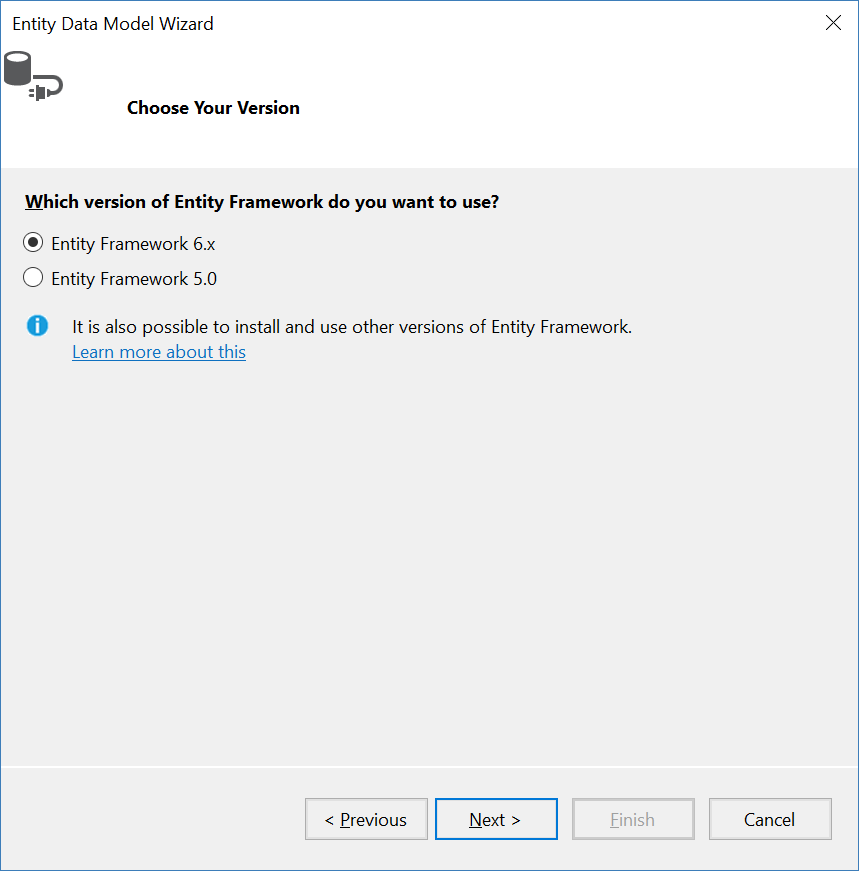 Entity Data Model Wizard
Choose Your Version
Which version of Entity Framework do you want to use?
Entity Framework 6.x
Entity Framework 5.0
It is also possible to install and use other versions of Entity Framework.
Learn more about this
< Previous
Next >
Finish
Cancel